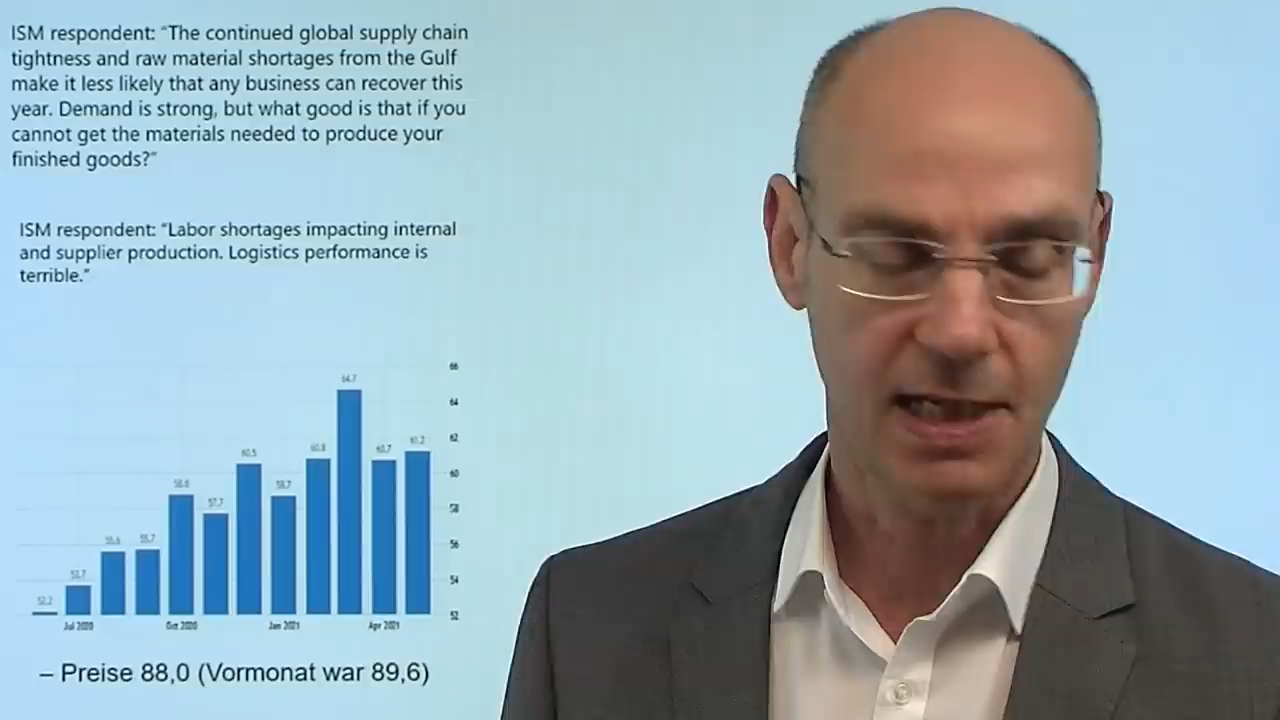 ISM respondent: “The continued global supply chain
tightness and raw material shortages from the Gulf
make it less likely that any business can recover this
year. Demand is strong, but what good is that if you
cannot get the materials needed to produce your
finished goods?”
ISM respondent: “Labor shortages impacting internal
and supplier production. Logistics performance is
terrible.”
66
64.7
64
62
61.2
60.5
60.8
60.7
60
58.8
58.7
58
57.7
56
55.6
55.7
54
53.7
52.2
52
Jul 2020
Oct 2020
Jan 2021
Apr 2021
– Preise 88,0 (Vormonat war 89,6)